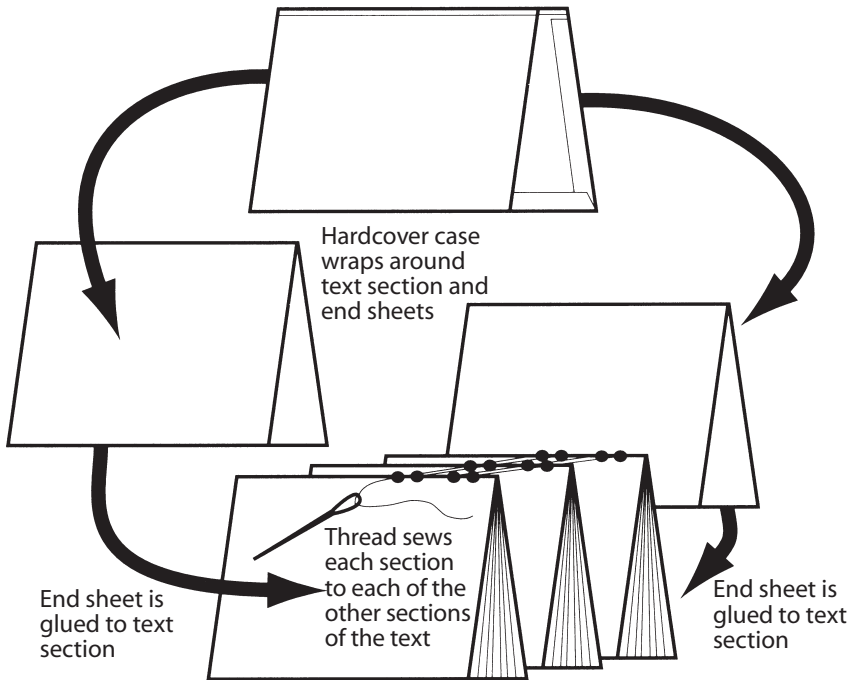 Hardcover case
wraps around
text section and
end sheets
Thread sews
each section
to each of the
other sections
of the text
End sheet is
glued to text
section
End sheet is
glued to text
section